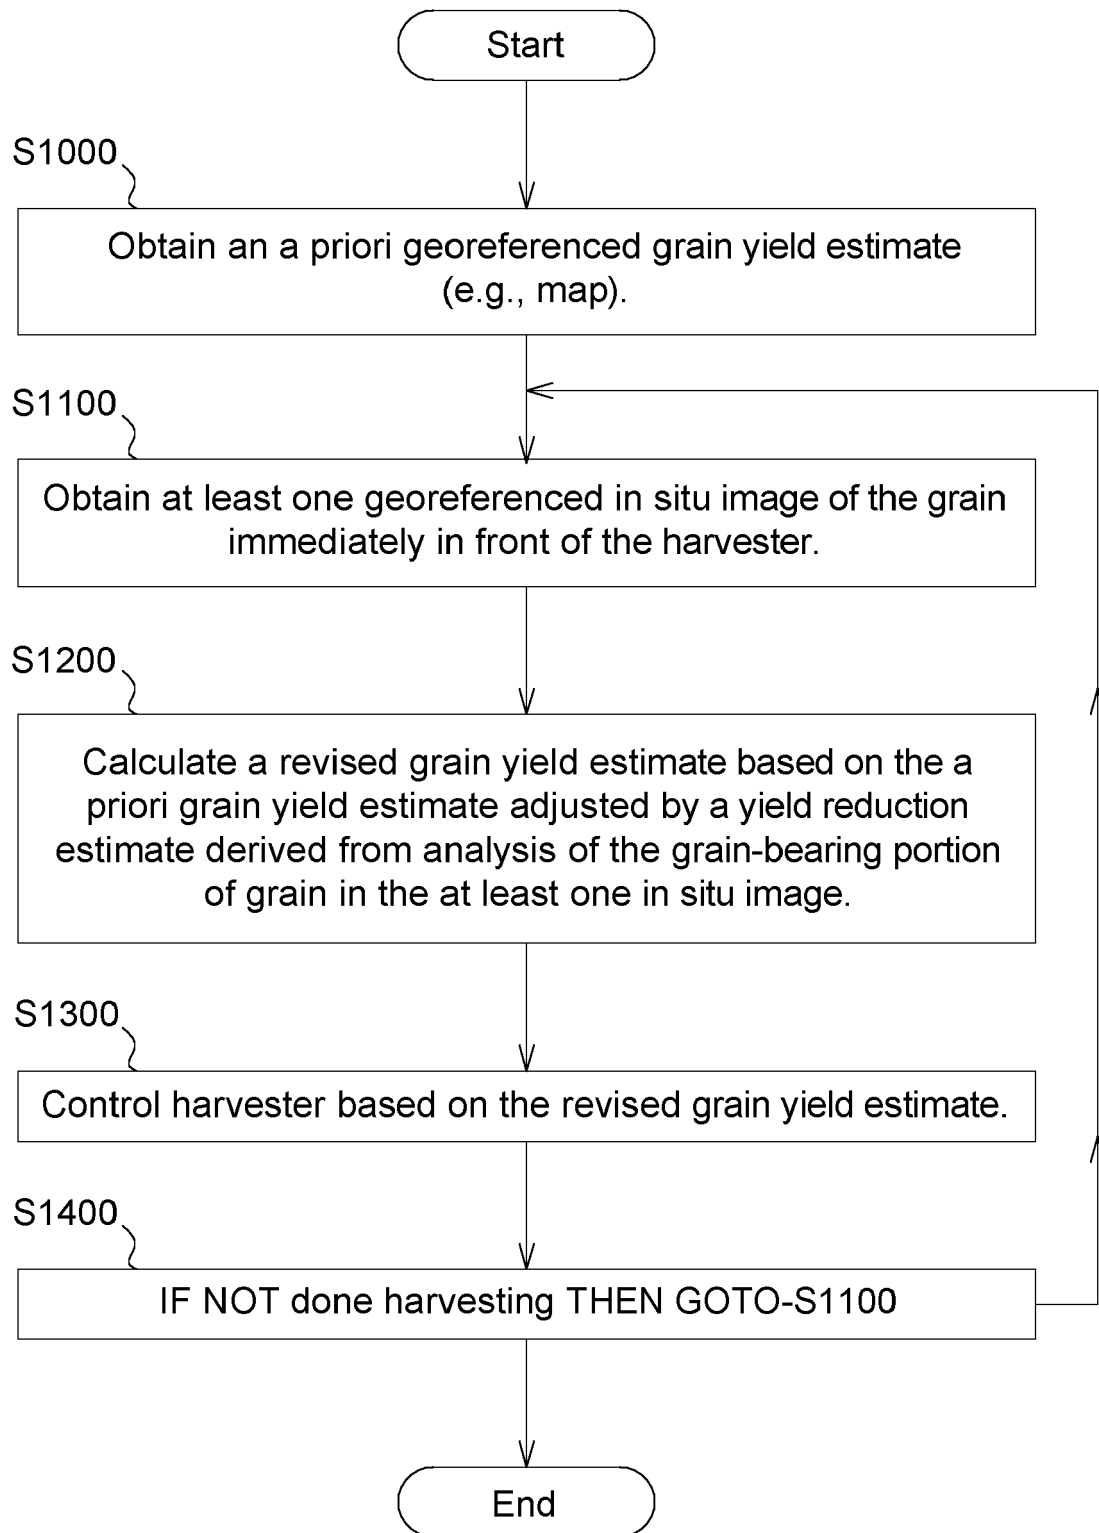 Start
S1000
Obtain an a priori georeferenced grain yield estimate
(e.g., map).
S1100
Obtain at least one georeferenced in situ image of the grain
immediately in front of the harvester.
S1200
Calculate a revised grain yield estimate based on the a
priori grain yield estimate adjusted by a yield reduction
estimate derived from analysis of the grain-bearing portion
of grain in the at least one in situ image.
S1300
Control harvester based on the revised grain yield estimate.
S1400
IF NOT done harvesting THEN GOTO-S1100
End